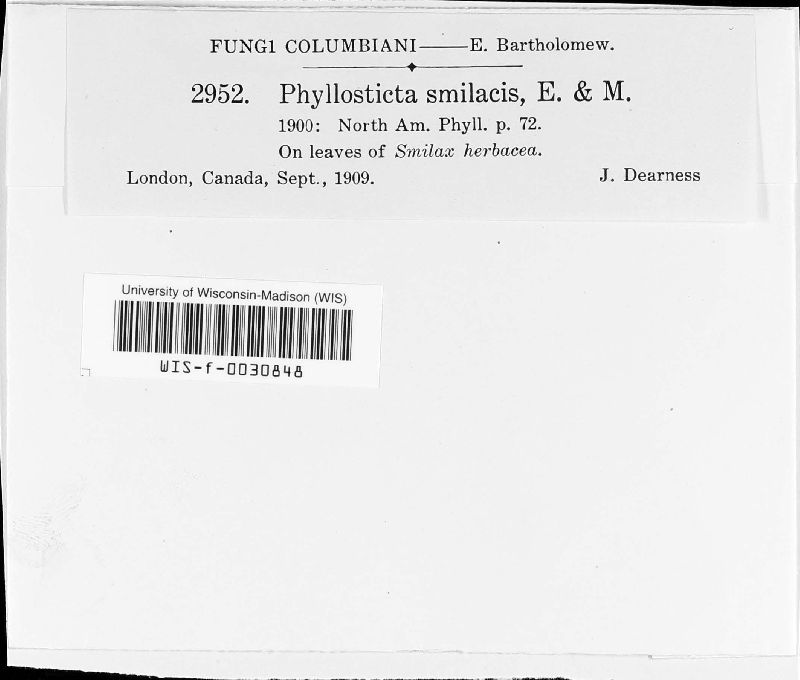 FUNG1 COLUMBIANI——E. Bartholomew.
2952. Phyllosticta smilacis, E. & M.
1900: North Am. Phyll. p. 72.
On leaves of Smilax herbacea.
London, Canada, Sept., 1909. J. Dearness
University of Wisconsin-Madison (WIS)
WIS-f-0030848